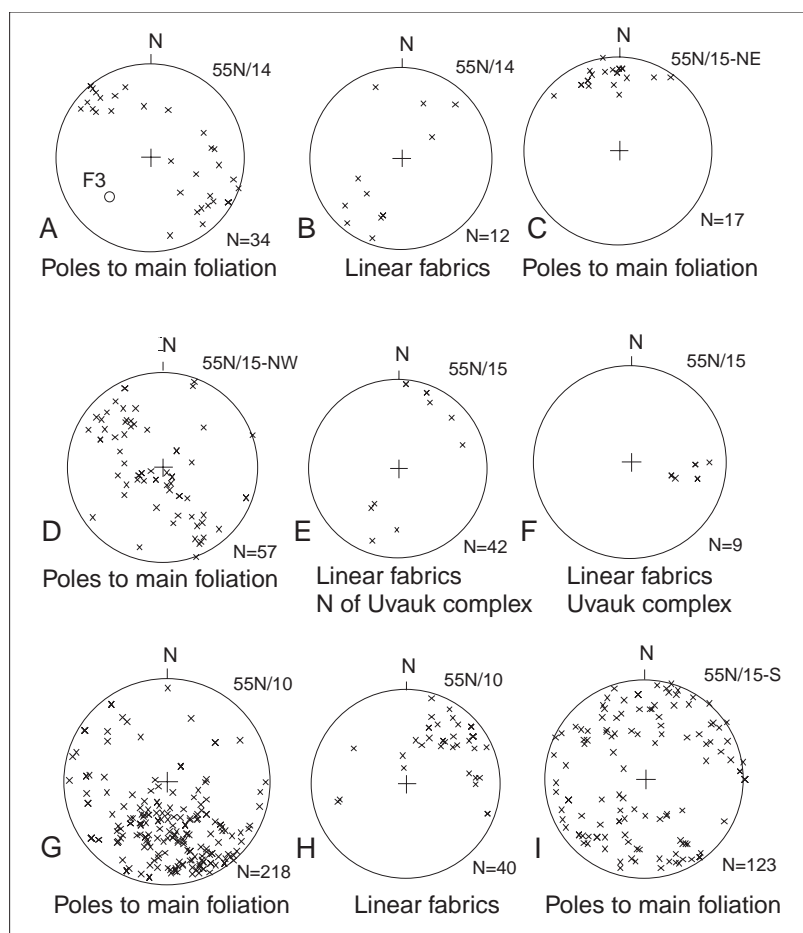 N
55N/14
F3
A
N=34
Poles to main foliation
N
55N/14
B
N=12
Linear fabrics
N
55N/15-NE
C
N=17
Poles to main foliation
N
55N/15-NW
D
N=57
Poles to main foliation
N
55N/15
E
N=42
Linear fabrics
N of Uvauk complex
N
55N/15
F
N=9
Linear fabrics
Uvauk complex
N
55N/10
G
N=218
Poles to main foliation
N
55N/10
H
N=40
Linear fabrics
N
55N/15-S
I
N=123
Poles to main foliation